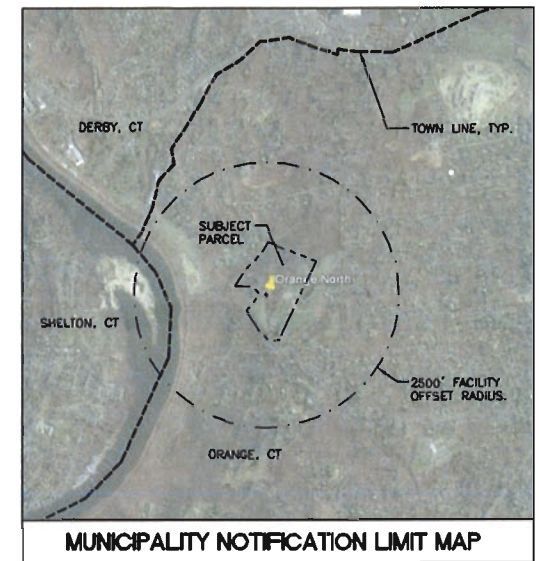 DERBY, CT
TOWN LINE, TYP.
SUBJECT
PARCEL
Orange North
SHELTON, CT
2500' FACILITY
OFFSET RADIUS.
ORANGE, CT
MUNICIPALITY NOTIFICATION LIMIT MAP